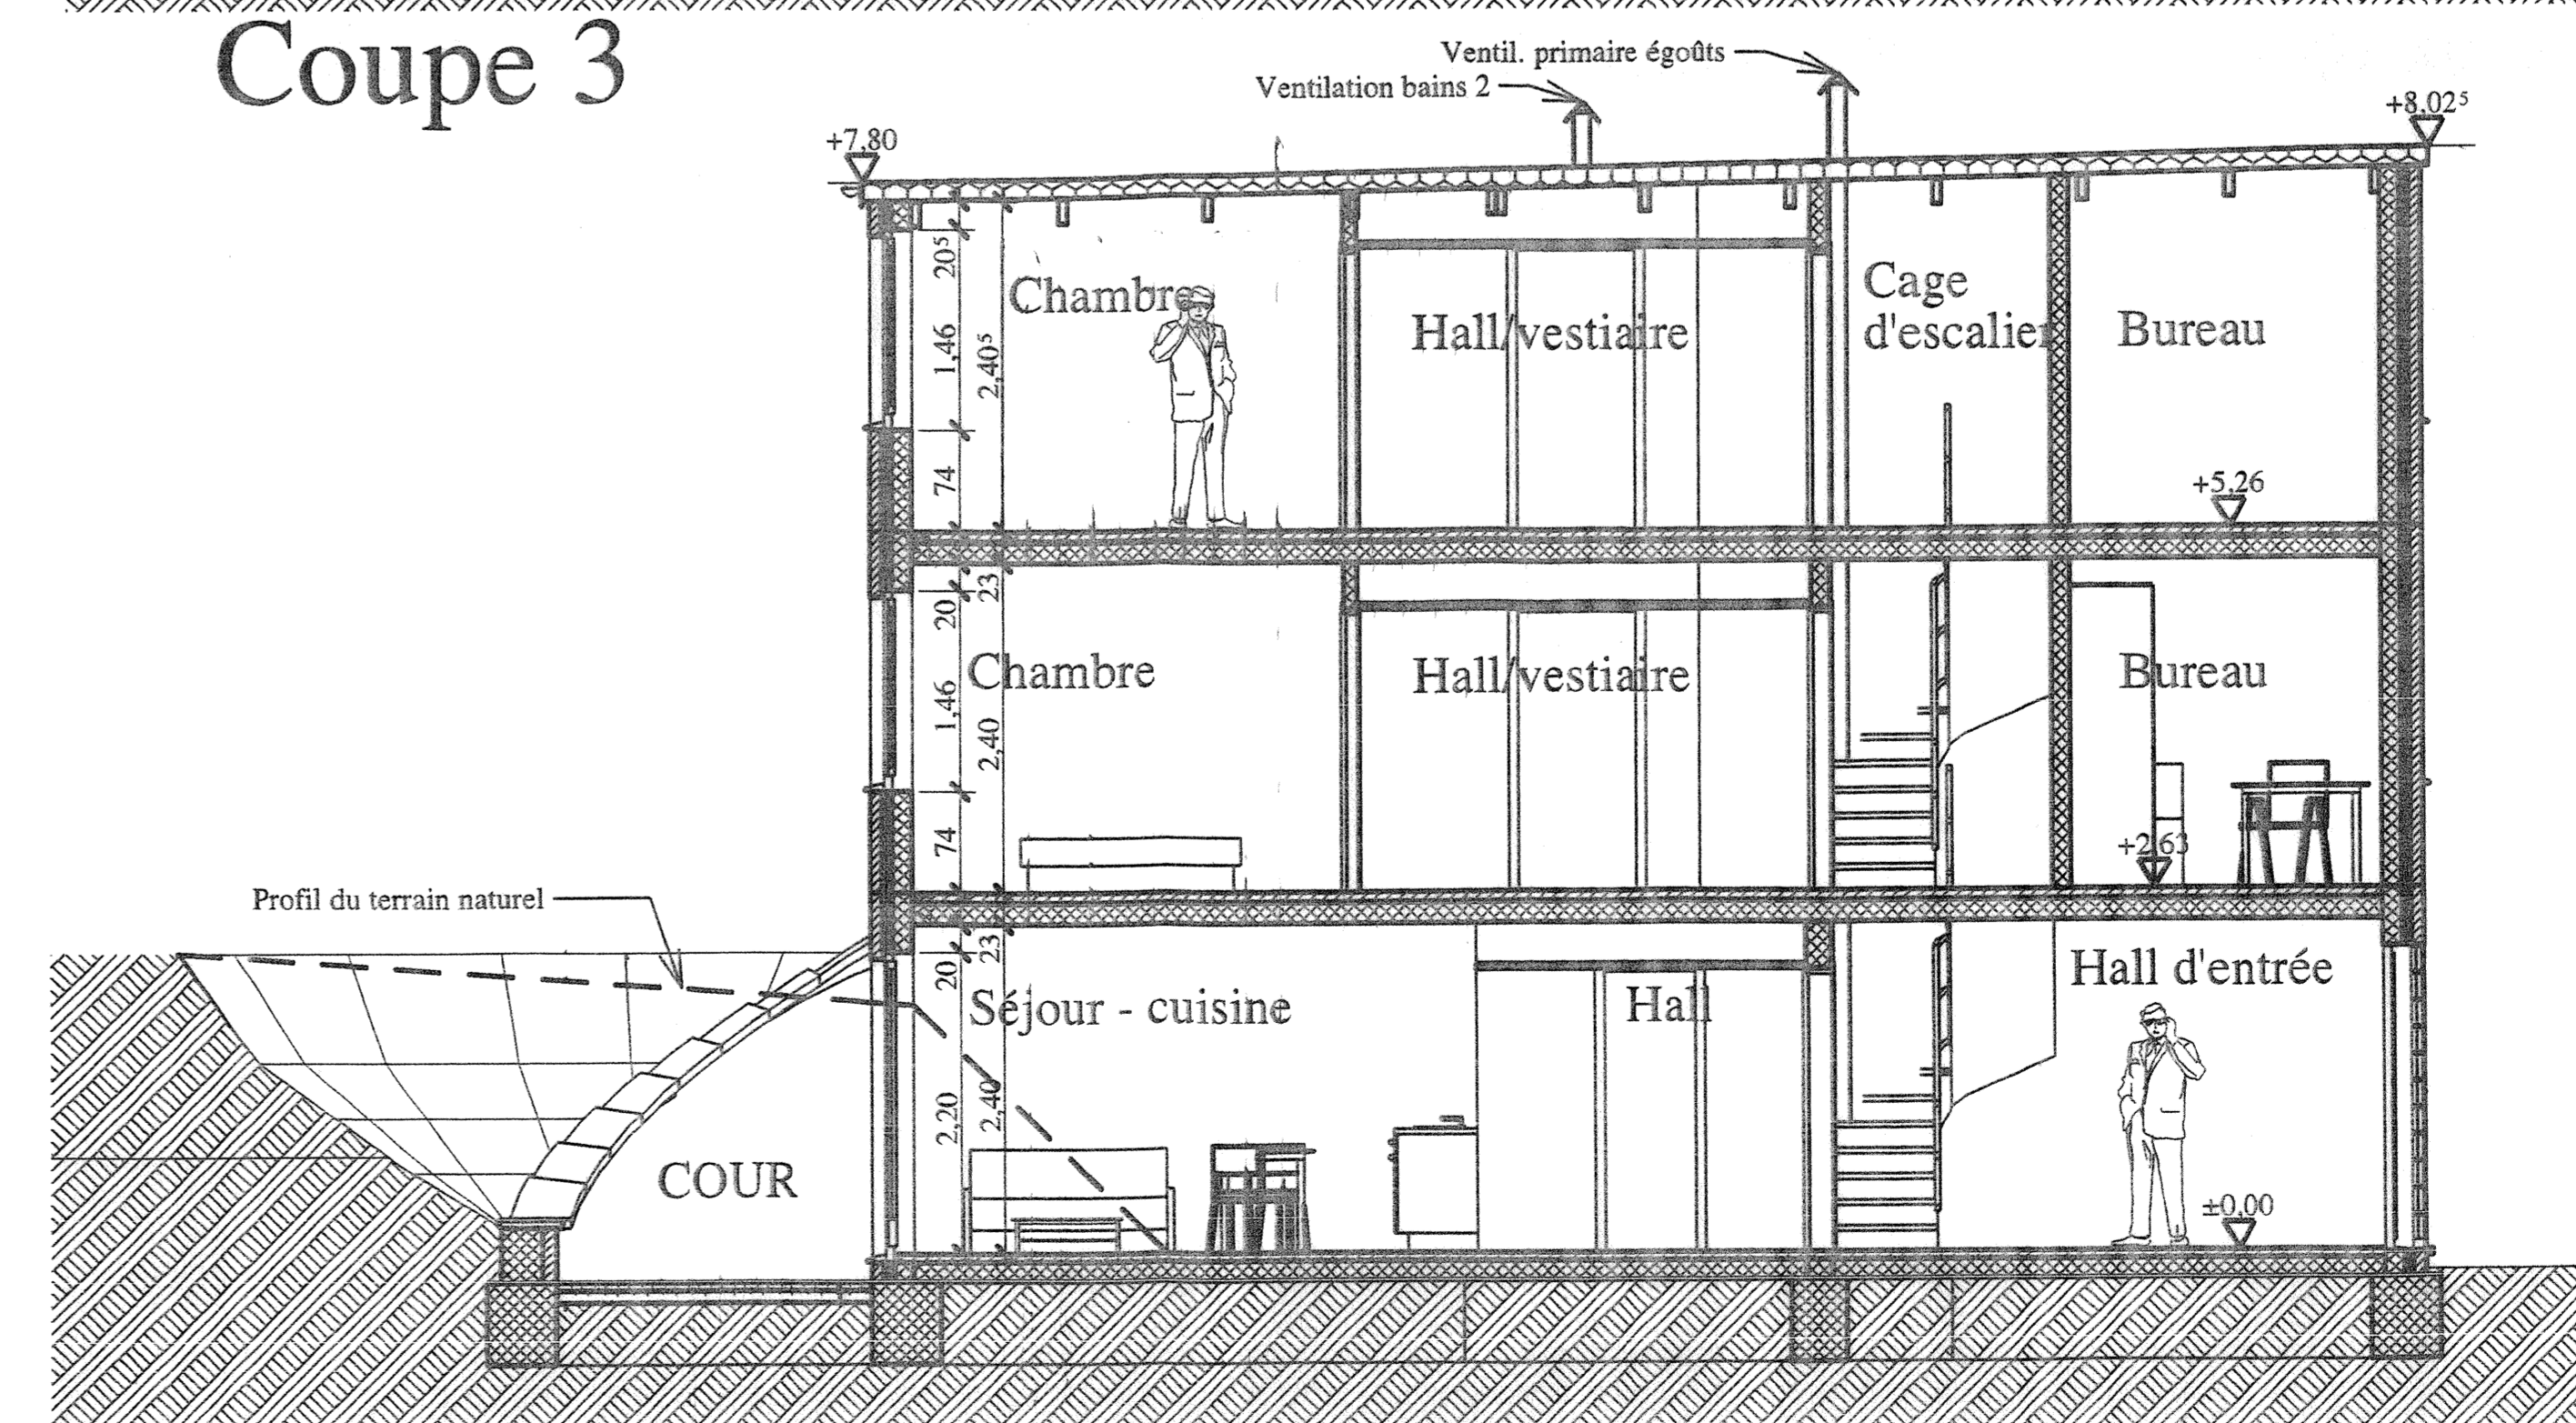 Coupe 3
Ventil. primaire égoûts
Ventilation bains 2
+8,02⁵
+7,80
20⁵
1,46
2,40⁵
74
Chambre
Hall/vestiaire
Cage
d'escalier
Bureau
+5,26
23
20
1,46
2,40
74
Chambre
Hall/vestiaire
Bureau
+2,63
Profil du terrain naturel
23
20
2,20
2,40
Séjour - cuisine
Hall
Hall d'entrée
COUR
±0,00